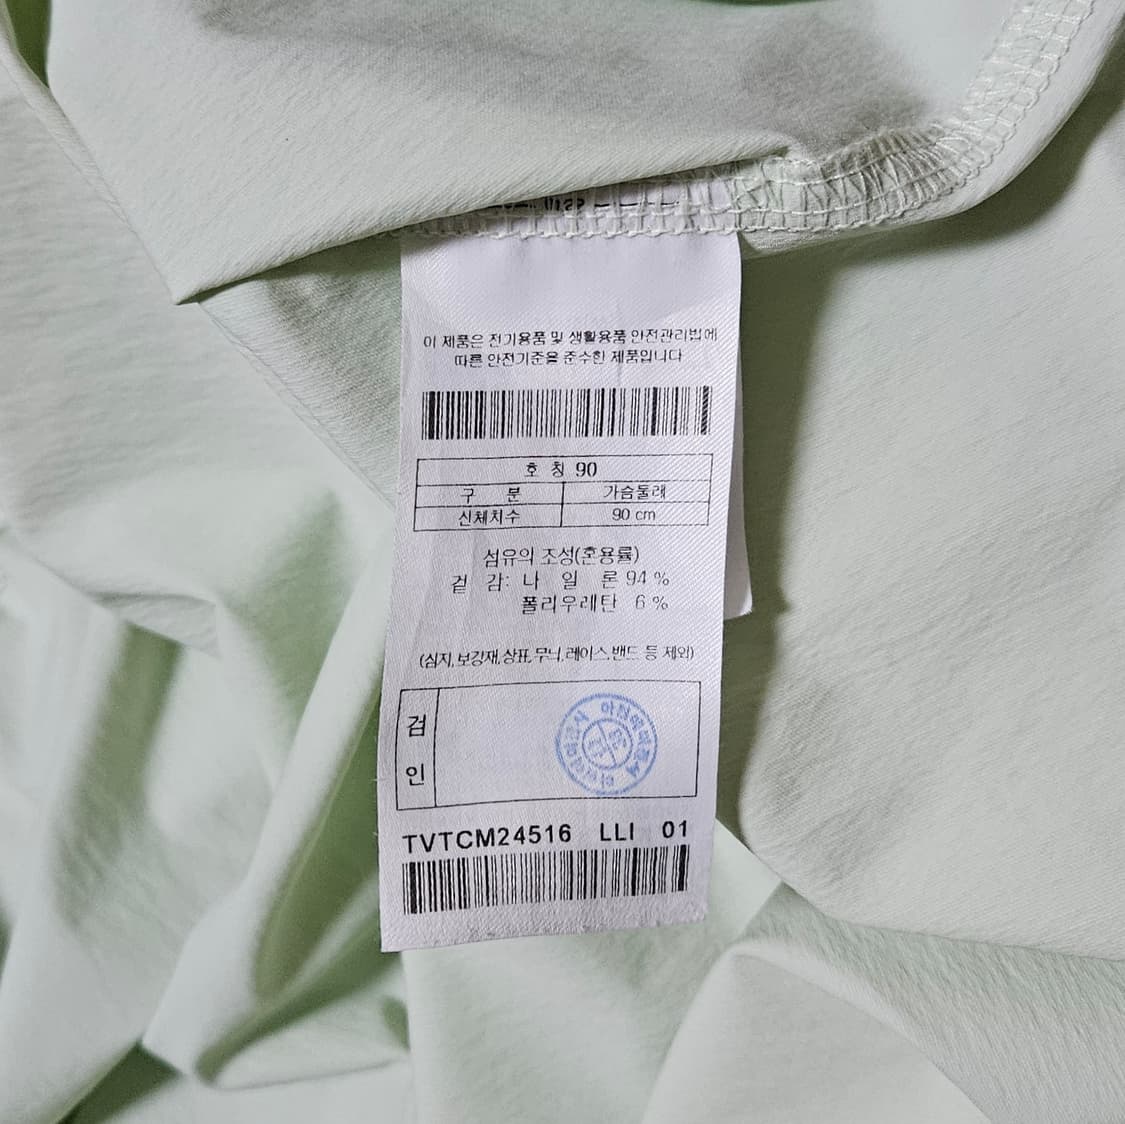 이 제품은 전기용품 및 생활용품 안전관리법에
따른 안전기준을 준수한 제품입니다
호 칭 90
구 분 가슴둘레
신체치수 90 cm
섬유의 조성(혼용률)
겉 감: 나 일 론 94 %
폴리우레탄 6 %
(심지,보강재,상표,무늬,레이스,밴드 등 제외)
검
인
TVTCM24516 LLI 01